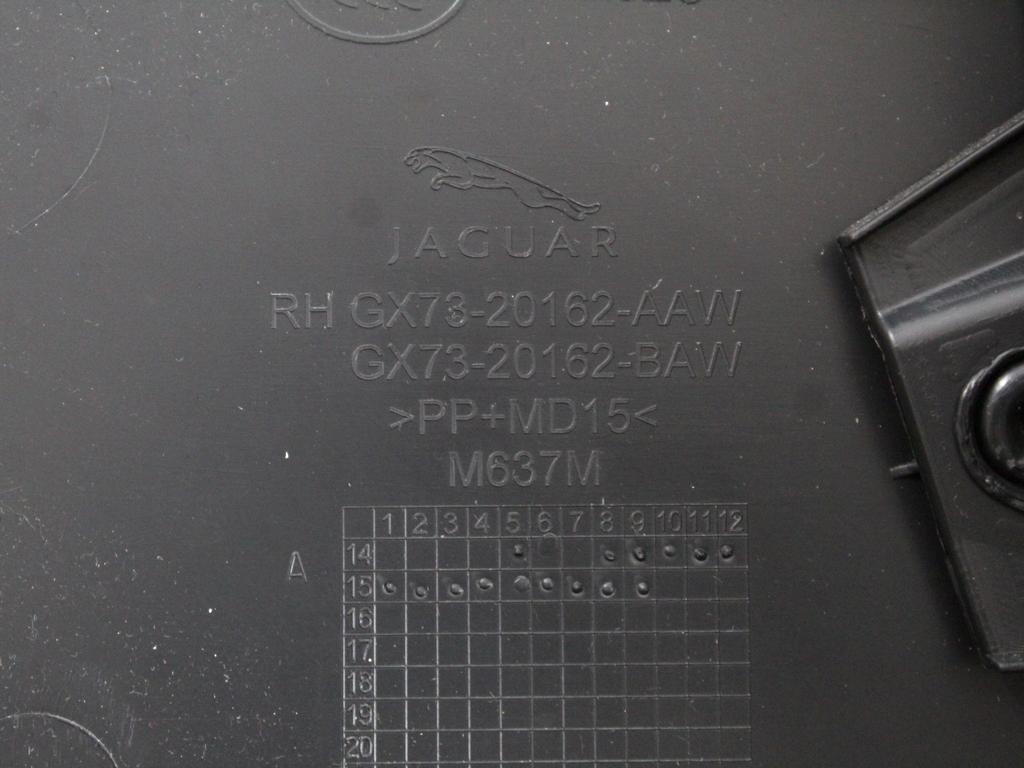 JAGUAR
RH GX73-20162-AAW
GX73-20162-BAW
>PP+MD15<
M637M
1 2 3 4 5 6 7 8 9 10 11 12
A 14
15
16
17
18
19
20